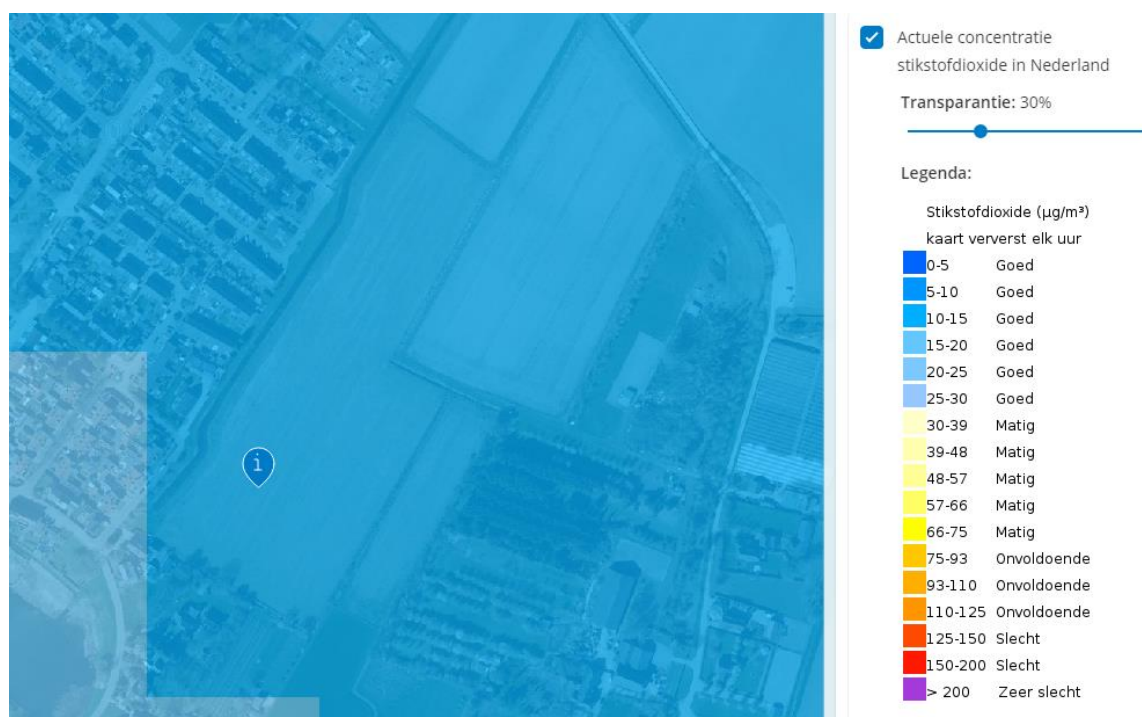 Actuele concentratie
stikstofdioxide in Nederland
Transparantie: 30%
Legenda:
Stikstofdioxide (µg/m³)
kaart ververst elk uur
0-5 Goed
5-10 Goed
10-15 Goed
15-20 Goed
20-25 Goed
25-30 Goed
30-39 Matig
39-48 Matig
48-57 Matig
57-66 Matig
66-75 Matig
75-93 Onvoldoende
93-110 Onvoldoende
110-125 Onvoldoende
125-150 Slecht
150-200 Slecht
> 200 Zeer slecht
i